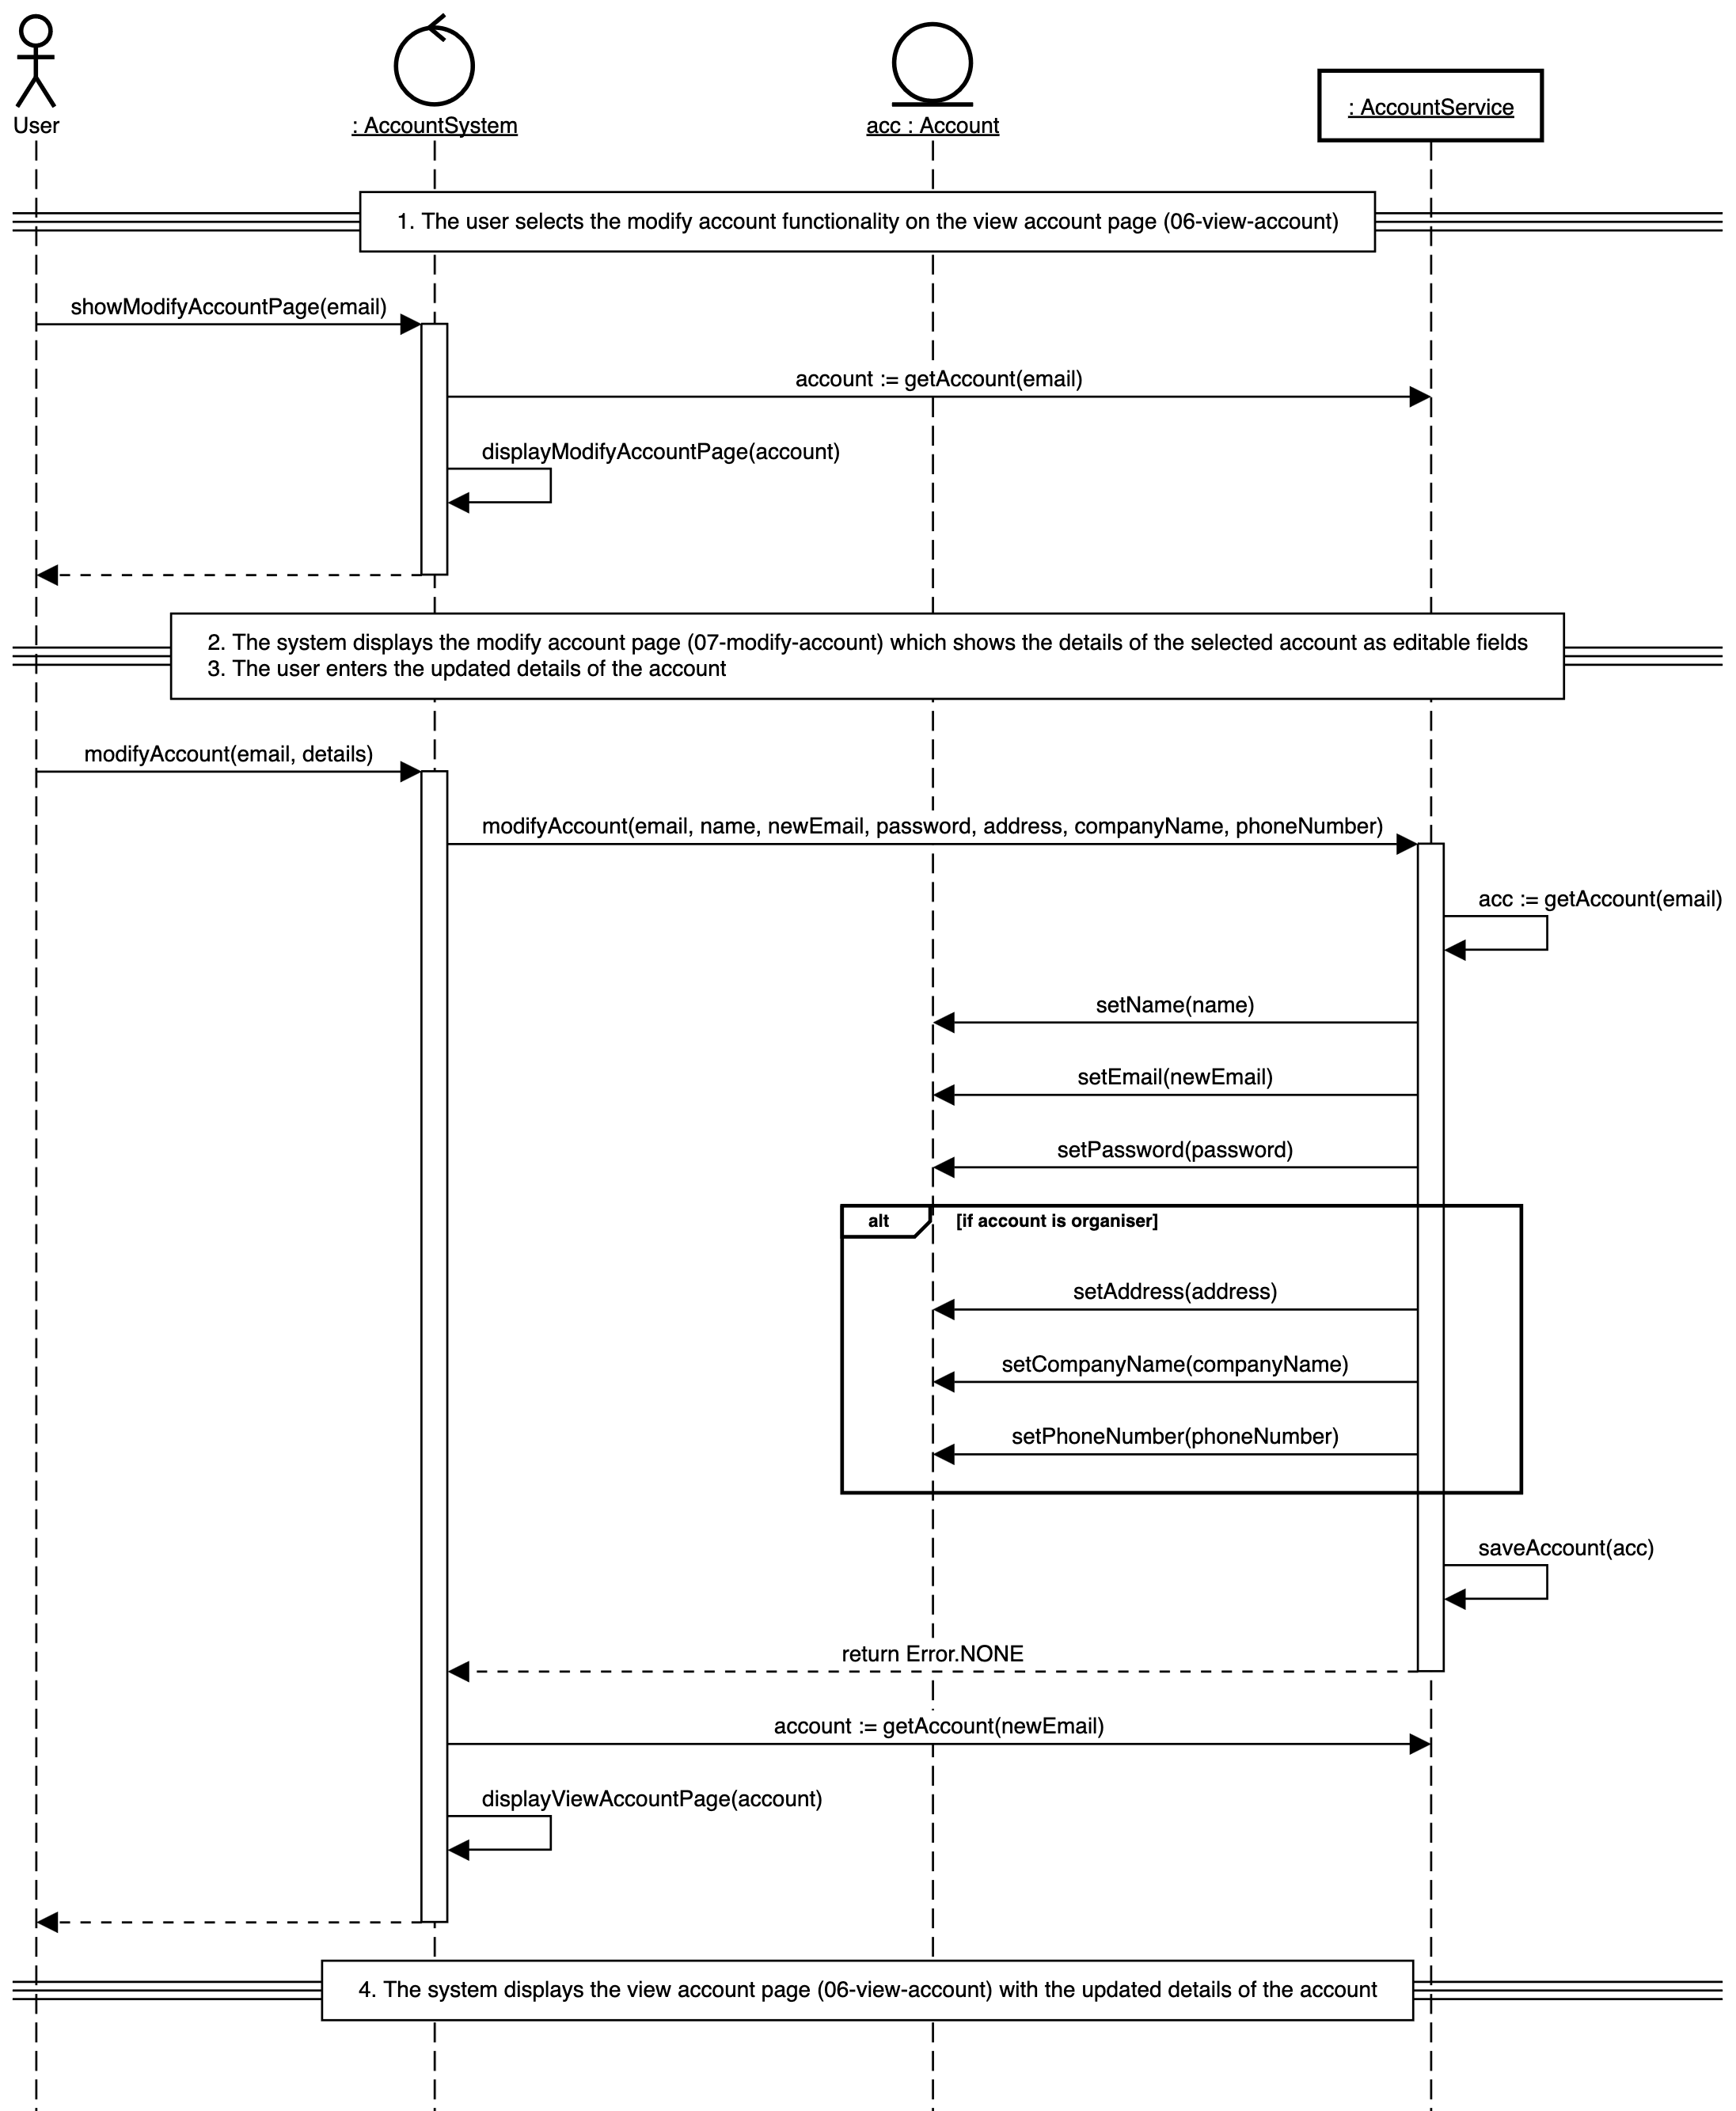 User
: AccountSystem
acc : Account
: AccountService
1. The user selects the modify account functionality on the view account page (06-view-account)
showModifyAccountPage(email)
account := getAccount(email)
displayModifyAccountPage(account)
2. The system displays the modify account page (07-modify-account) which shows the details of the selected account as editable fields
3. The user enters the updated details of the account
modifyAccount(email, details)
modifyAccount(email, name, newEmail, password, address, companyName, phoneNumber)
acc := getAccount(email)
setName(name)
setEmail(newEmail)
setPassword(password)
alt [if account is organiser]
setAddress(address)
setCompanyName(companyName)
setPhoneNumber(phoneNumber)
saveAccount(acc)
return Error.NONE
account := getAccount(newEmail)
displayViewAccountPage(account)
4. The system displays the view account page (06-view-account) with the updated details of the account